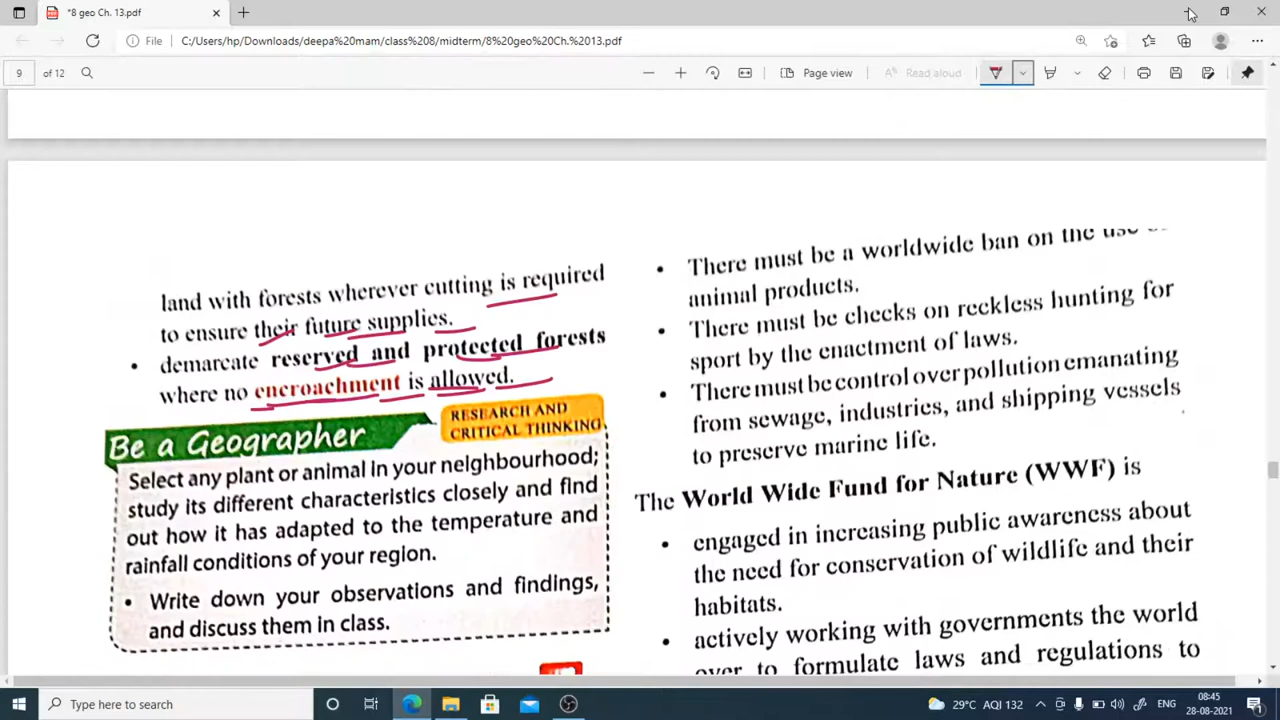 *8 geo Ch. 13.pdf
File
C:/Users/hp/Downloads/deepa%20mam/class%208/midterm/8%20geo%20Ch.%2013.pdf
9 of 12
Page view
Read aloud
land with forests wherever cutting is required
to ensure their future supplies.
• demarcate reserved and protected forests
where no encroachment is allowed.
Be a Geographer
RESEARCH AND
CRITICAL THINKING
Select any plant or animal in your neighbourhood;
study its different characteristics closely and find
out how it has adapted to the temperature and
rainfall conditions of your region.
• Write down your observations and findings,
and discuss them in class.
• There must be a worldwide ban on the use
animal products.
• There must be checks on reckless hunting for
sport by the enactment of laws.
• There must be control over pollution emanating
from sewage, industries, and shipping vessels
to preserve marine life.
The World Wide Fund for Nature (WWF) is
• engaged in increasing public awareness about
the need for conservation of wildlife and their
habitats.
• actively working with governments the world
over to formulate laws and regulations to
Type here to search
29°C AQI 132
ENG
08:45
28-08-2021